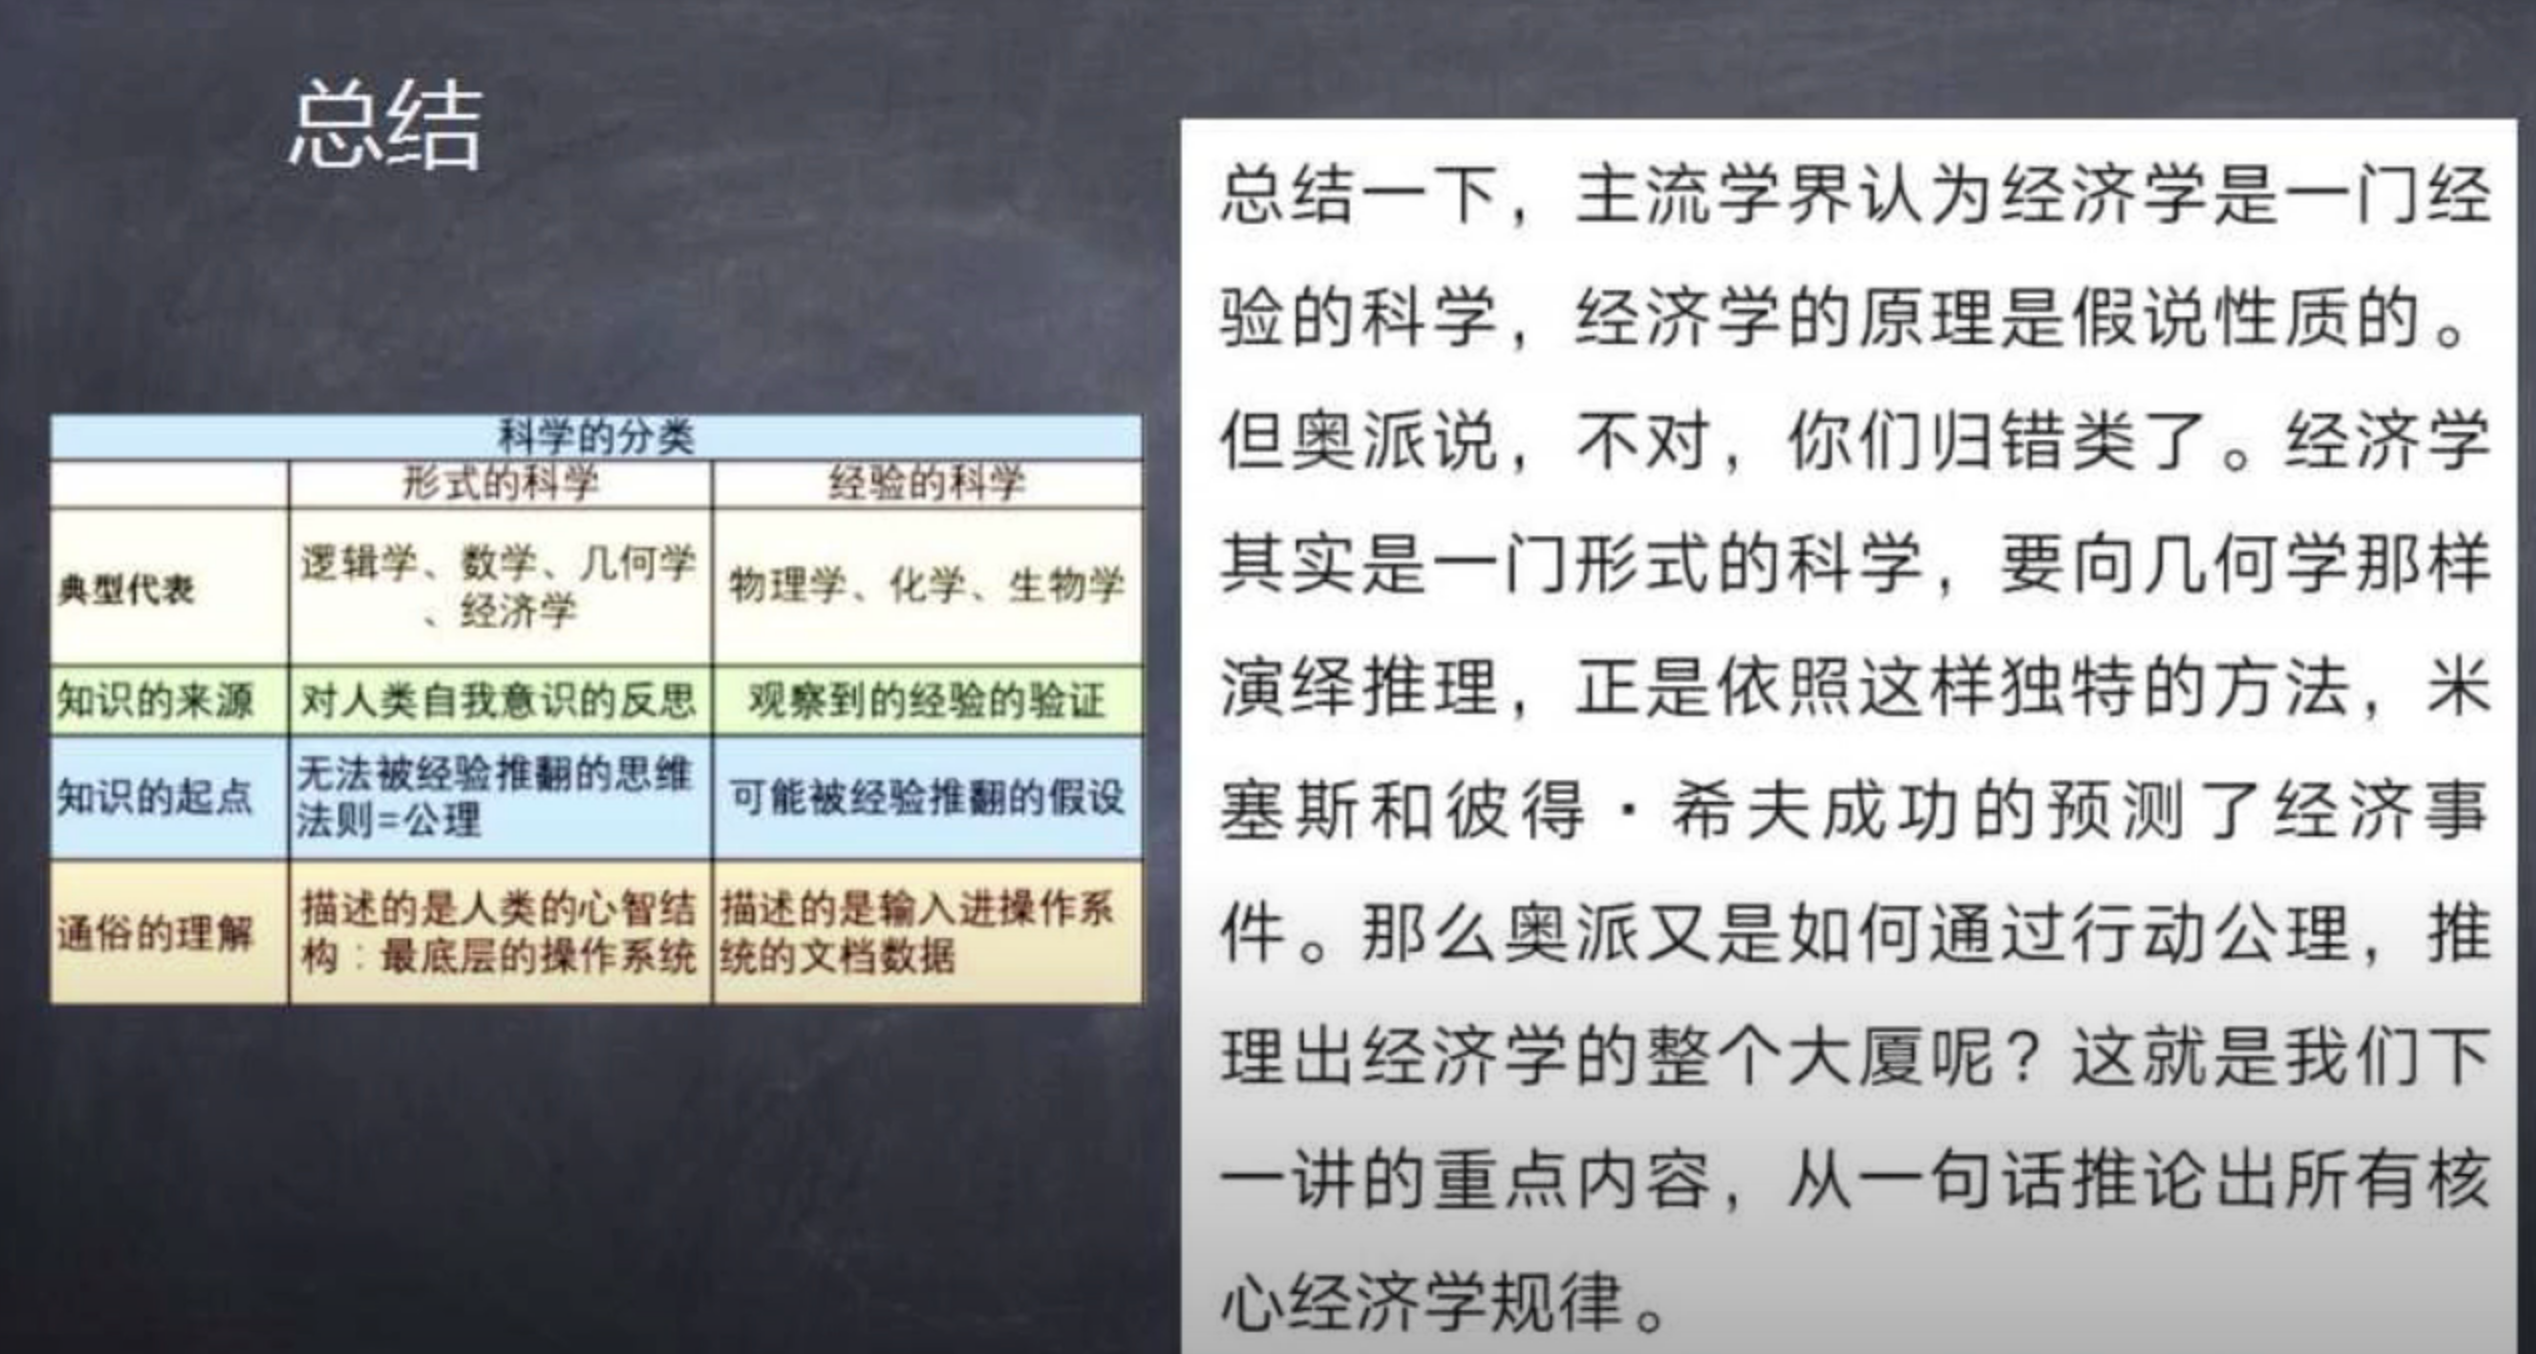 总结
科学的分类
形式的科学 经验的科学
典型代表 逻辑学、数学、几何学、经济学 物理学、化学、生物学
知识的来源 对人类自我意识的反思 观察到的经验的验证
知识的起点 无法被经验推翻的思维法则=公理 可能被经验推翻的假设
通俗的理解 描述的是人类的心智结构：最底层的操作系统 描述的是输入进操作系统的文档数据
总结一下，主流学界认为经济学是一门经
验的科学，经济学的原理是假说性质的。
但奥派说，不对，你们归错类了。经济学
其实是一门形式的科学，要向几何学那样
演绎推理，正是依照这样独特的方法，米
塞斯和彼得·希夫成功的预测了经济事
件。那么奥派又是如何通过行动公理，推
理出经济学的整个大厦呢？这就是我们下
一讲的重点内容，从一句话推论出所有核
心经济学规律。